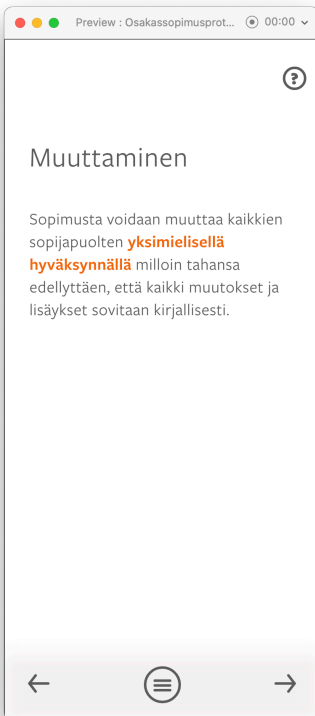 Preview : Osakassopimusprot... 00:00
?
Muuttaminen
Sopimusta voidaan muuttaa kaikkien
sopijapuolten yksimielisellä
hyväksynnällä milloin tahansa
edellyttäen, että kaikki muutokset ja
lisäykset sovitaan kirjallisesti.